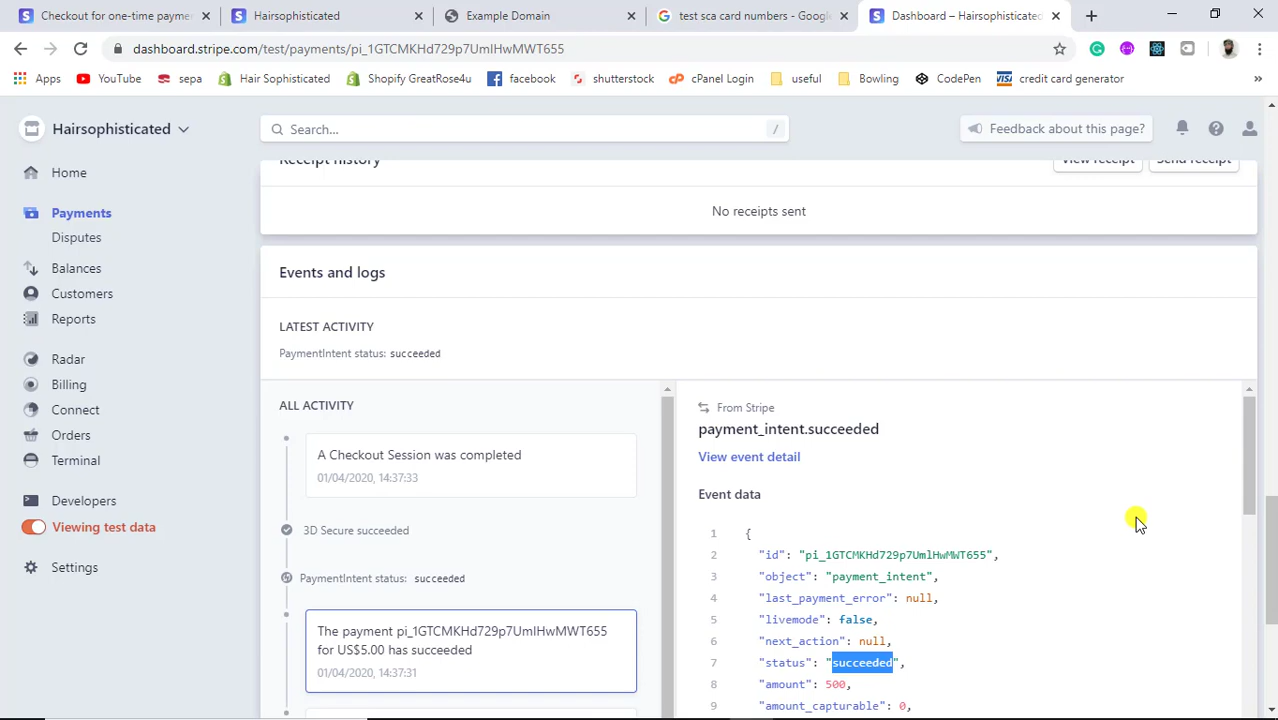 Checkout for one-time paymer
Hairsophisticated
Example Domain
test sca card numbers - Google
Dashboard – Hairsophisticated
dashboard.stripe.com/test/payments/pi_1GTCMKHd729p7UmlHwMWT655
Apps YouTube sepa Hair Sophisticated Shopify GreatRose4u facebook shutterstock cPanel Login useful Bowling CodePen VISA credit card generator »
Hairsophisticated
Search... /
Feedback about this page?
Home
Payments
Disputes
Balances
Customers
Reports
Radar
Billing
Connect
Orders
Terminal
Developers
Viewing test data
Settings
Receipt history
View receipt Send receipt
No receipts sent
Events and logs
LATEST ACTIVITY
PaymentIntent status: succeeded
ALL ACTIVITY
A Checkout Session was completed
01/04/2020, 14:37:33
3D Secure succeeded
PaymentIntent status: succeeded
The payment pi_1GTCMKHd729p7UmlHwMWT655
for US$5.00 has succeeded
01/04/2020, 14:37:31
From Stripe
payment_intent.succeeded
View event detail
Event data
1 {
2 "id": "pi_1GTCMKHd729p7UmlHwMWT655",
3 "object": "payment_intent",
4 "last_payment_error": null,
5 "livemode": false,
6 "next_action": null,
7 "status": "succeeded",
8 "amount": 500,
9 "amount_capturable": 0,